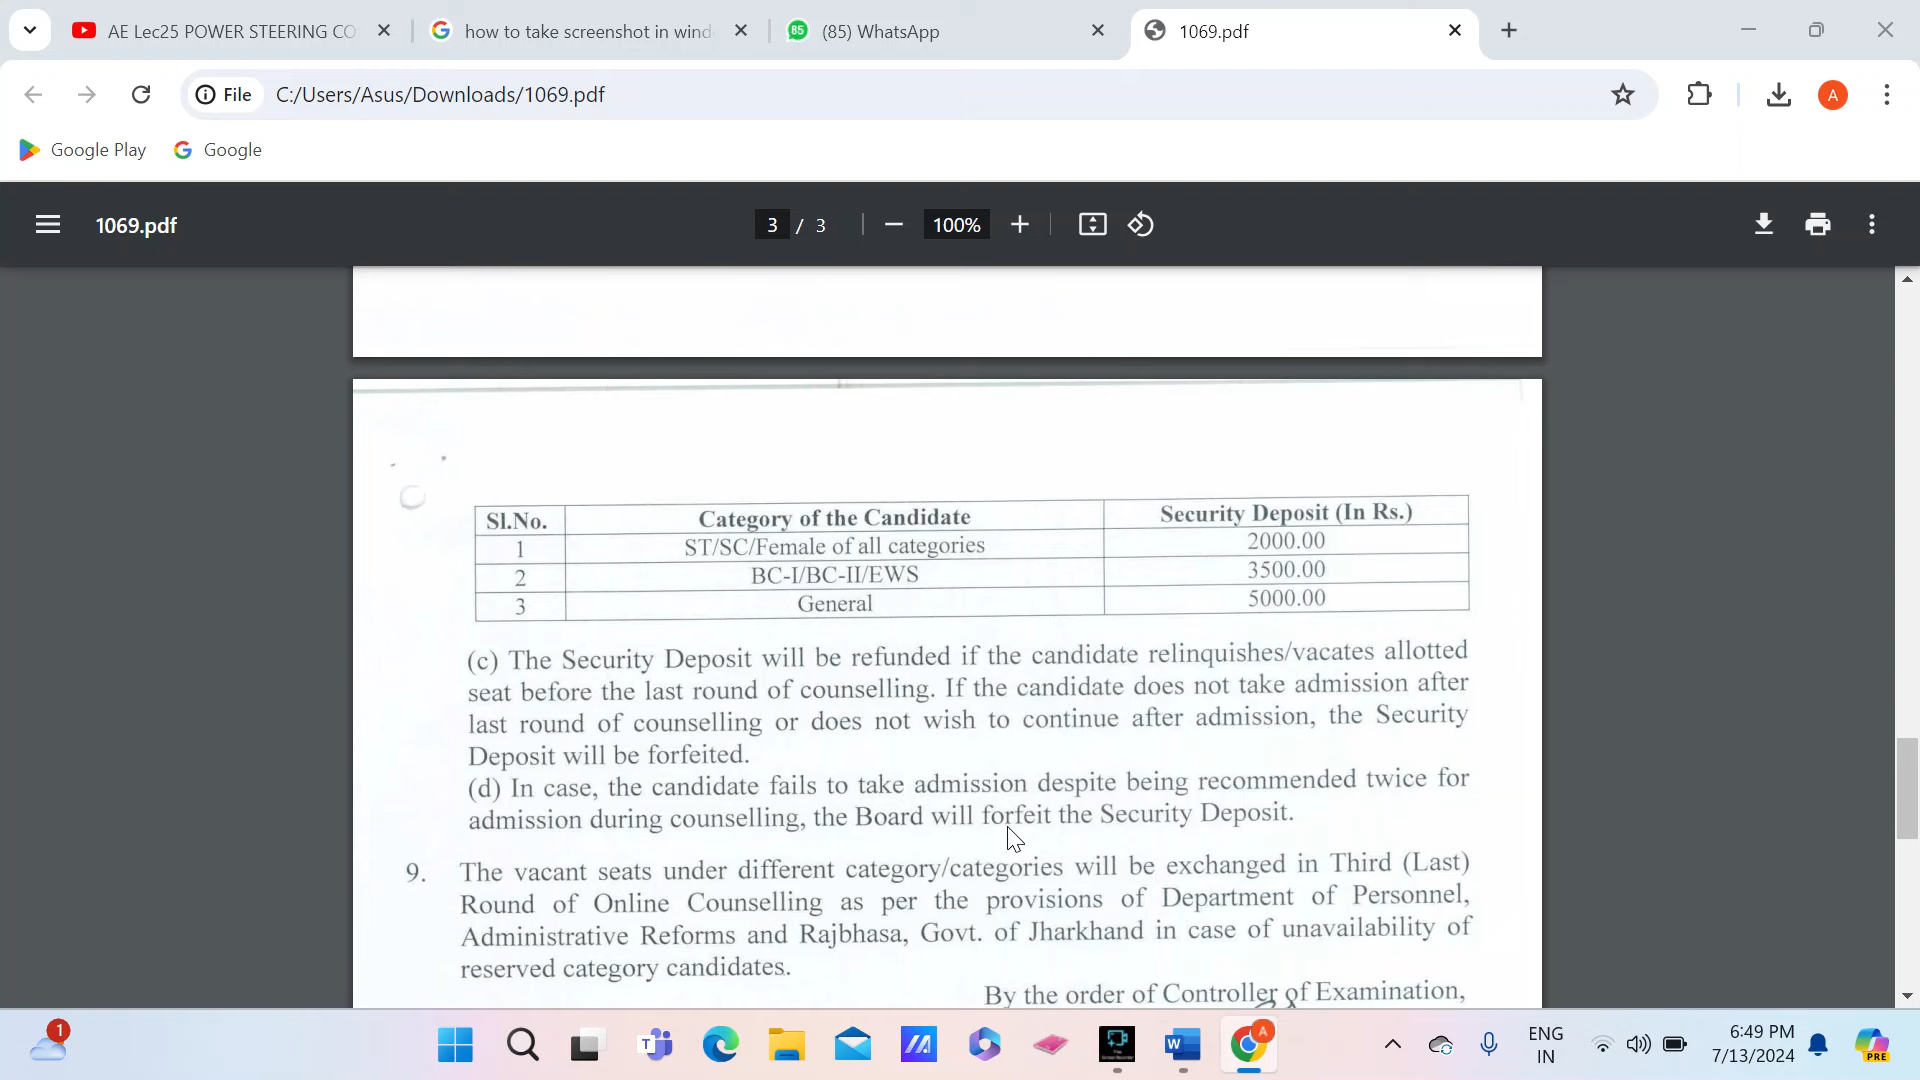 AE Lec25 POWER STEERING CO
how to take screenshot in wind
85
(85) WhatsApp
1069.pdf
File
C:/Users/Asus/Downloads/1069.pdf
A
Google Play
Google
1069.pdf
3 / 3
100%
Sl.No. Category of the Candidate Security Deposit (In Rs.)
1 ST/SC/Female of all categories 2000.00
2 BC-I/BC-II/EWS 3500.00
3 General 5000.00
(c) The Security Deposit will be refunded if the candidate relinquishes/vacates allotted
seat before the last round of counselling. If the candidate does not take admission after
last round of counselling or does not wish to continue after admission, the Security
Deposit will be forfeited.
(d) In case, the candidate fails to take admission despite being recommended twice for
admission during counselling, the Board will forfeit the Security Deposit.
9. The vacant seats under different category/categories will be exchanged in Third (Last)
Round of Online Counselling as per the provisions of Department of Personnel,
Administrative Reforms and Rajbhasa, Govt. of Jharkhand in case of unavailability of
reserved category candidates.
By the order of Controller of Examination,
1
T
W
A
ENG
IN
6:49 PM
7/13/2024
PRE